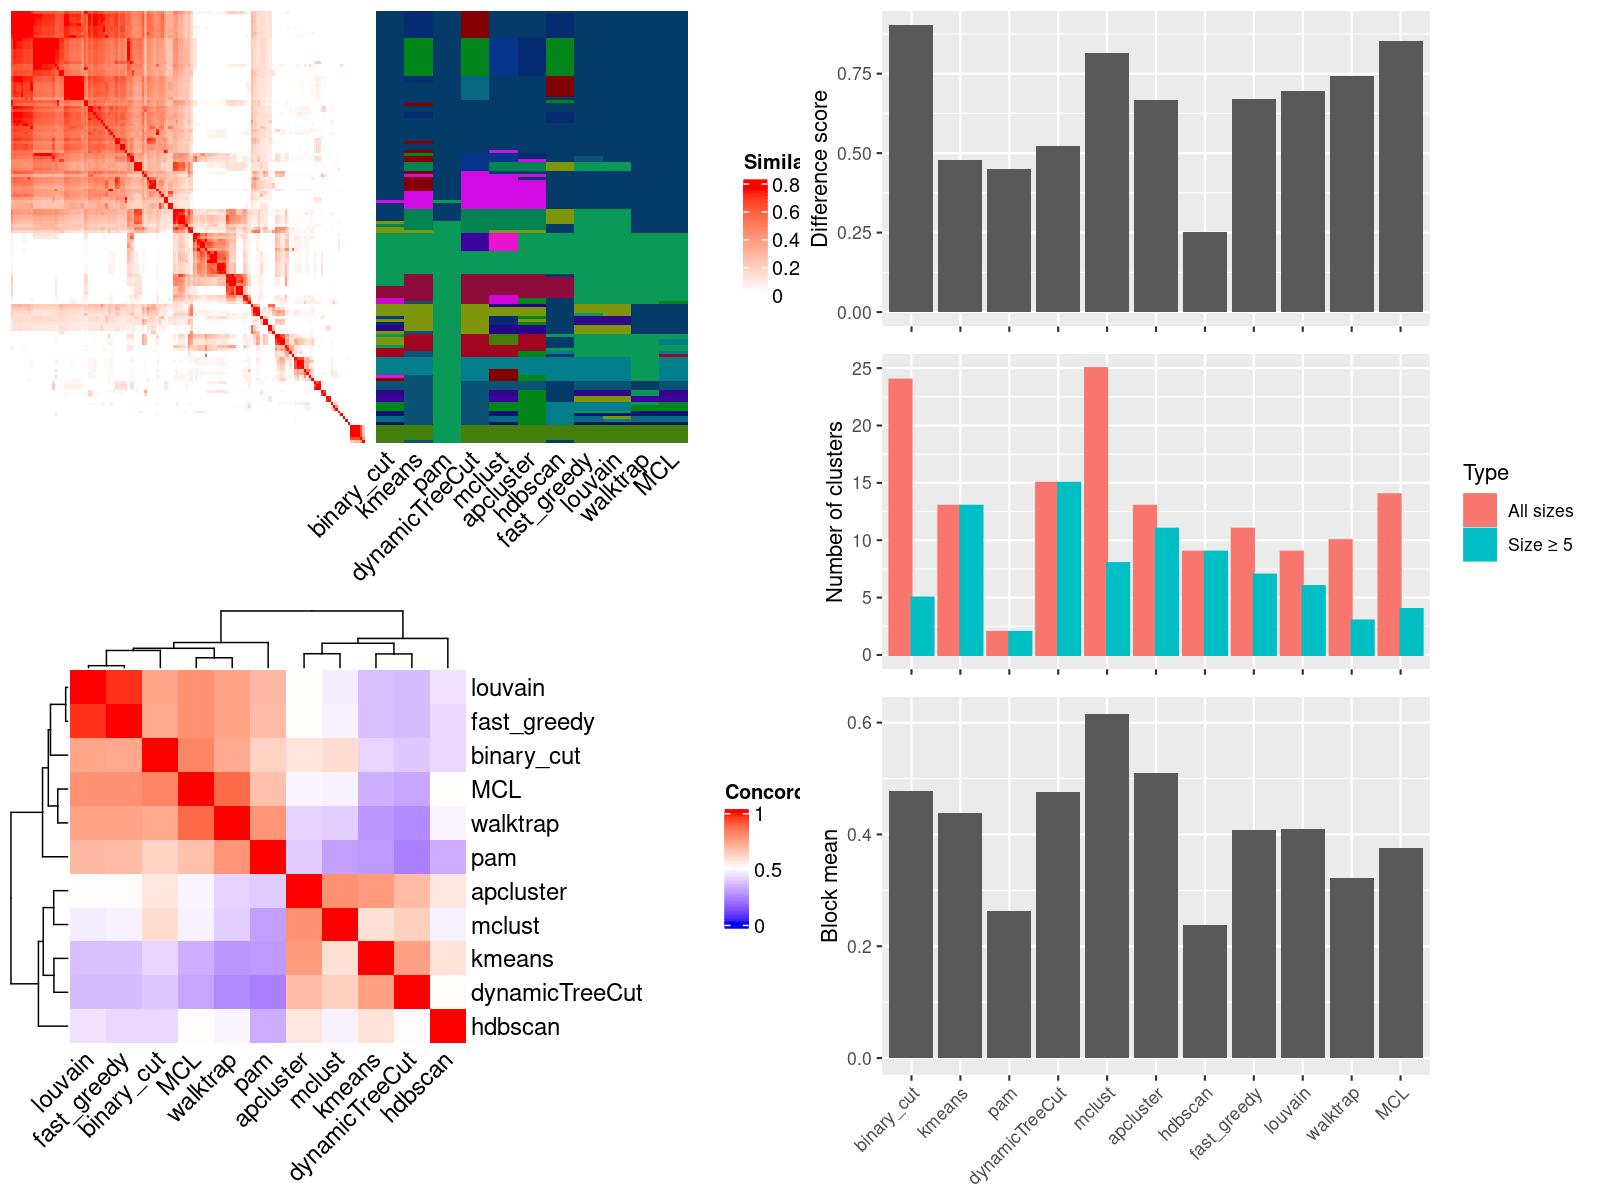 Simila
0.8
0.6
0.4
0.2
0
binary_cut
kmeans
pam
dynamicTreeCut
mclust
apcluster
hdbscan
fast_greedy
louvain
walktrap
MCL
Difference score
0.75
0.50
0.25
0.00
Number of clusters
25
20
15
10
5
0
Type
All sizes
Size ≥ 5
louvain
fast_greedy
binary_cut
MCL
walktrap
pam
apcluster
mclust
kmeans
dynamicTreeCut
hdbscan
louvain
fast_greedy
binary_cut
MCL
walktrap
pam
apcluster
mclust
kmeans
dynamicTreeCut
hdbscan
Concord
1
0.5
0
Block mean
0.6
0.4
0.2
0.0
binary_cut
kmeans
pam
dynamicTreeCut
mclust
apcluster
hdbscan
fast_greedy
louvain
walktrap
MCL